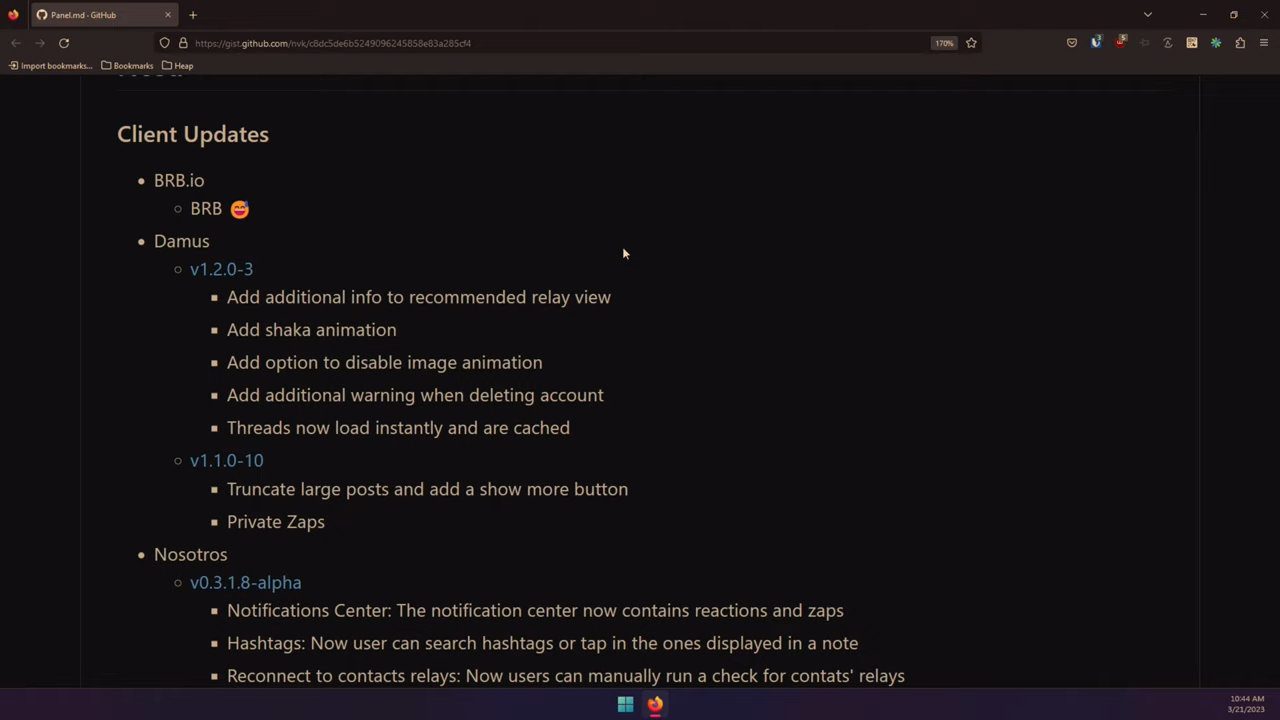 Panel.md - GitHub
https://gist.github.com/nvk/c8dc5de6b5249096245858e83a285cf4
170%
Import bookmarks...
Bookmarks
Heap
Client Updates
BRB.io
BRB 😅
Damus
v1.2.0-3
Add additional info to recommended relay view
Add shaka animation
Add option to disable image animation
Add additional warning when deleting account
Threads now load instantly and are cached
v1.1.0-10
Truncate large posts and add a show more button
Private Zaps
Nosotros
v0.3.1.8-alpha
Notifications Center: The notification center now contains reactions and zaps
Hashtags: Now user can search hashtags or tap in the ones displayed in a note
Reconnect to contacts relays: Now users can manually run a check for contats' relays
10:44 AM
3/21/2023